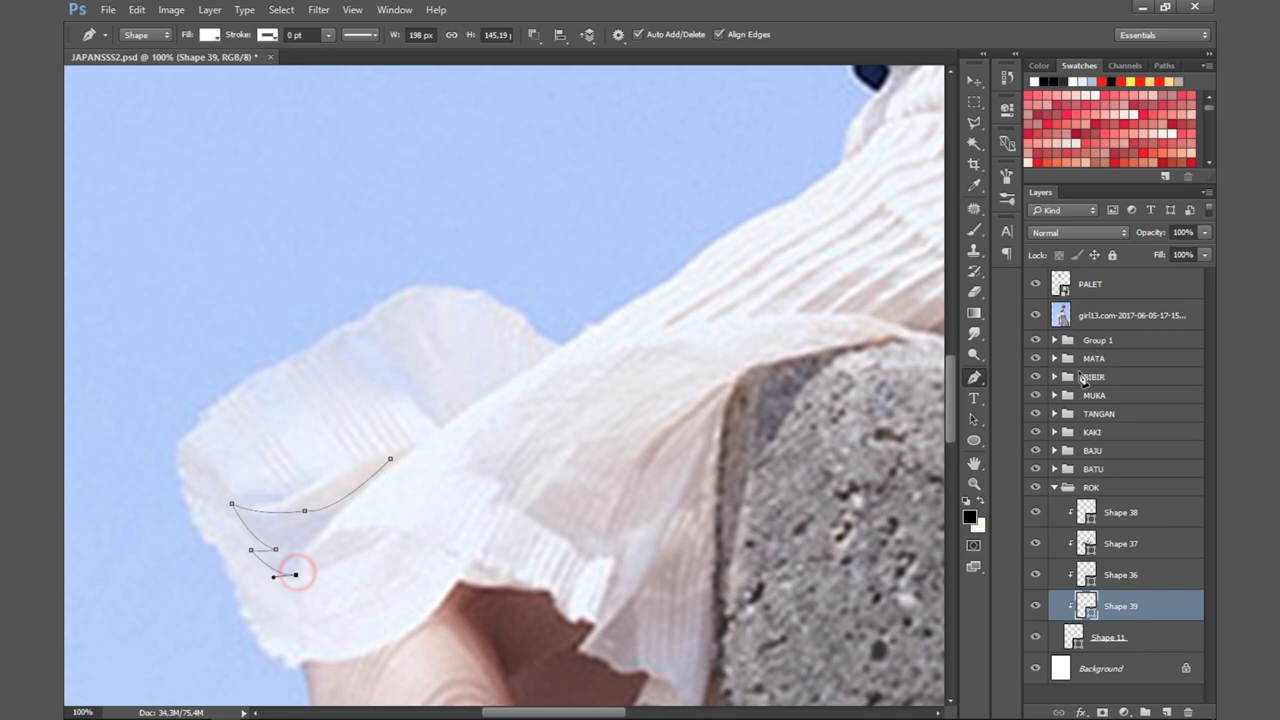 Ps File Edit Image Layer Type Select Filter View Window Help
Shape Fill: Stroke: 0 pt W: 198 px H: 145,19 Auto Add/Delete Align Edges Essentials
JAPANSSS2.psd @ 100% (Shape 39, RGB/8) * ×
Color Swatches Channels Paths
Layers
Kind
Normal Opacity: 100%
Lock: Fill: 100%
PALET
girl13.com-2017-06-05-17-15...
Group 1
MATA
BIBIR
MUKA
TANGAN
KAKI
BAJU
BATU
ROK
Shape 38
Shape 37
Shape 36
Shape 39
Shape 11
Background
100% Doc: 34,3M/75,4M